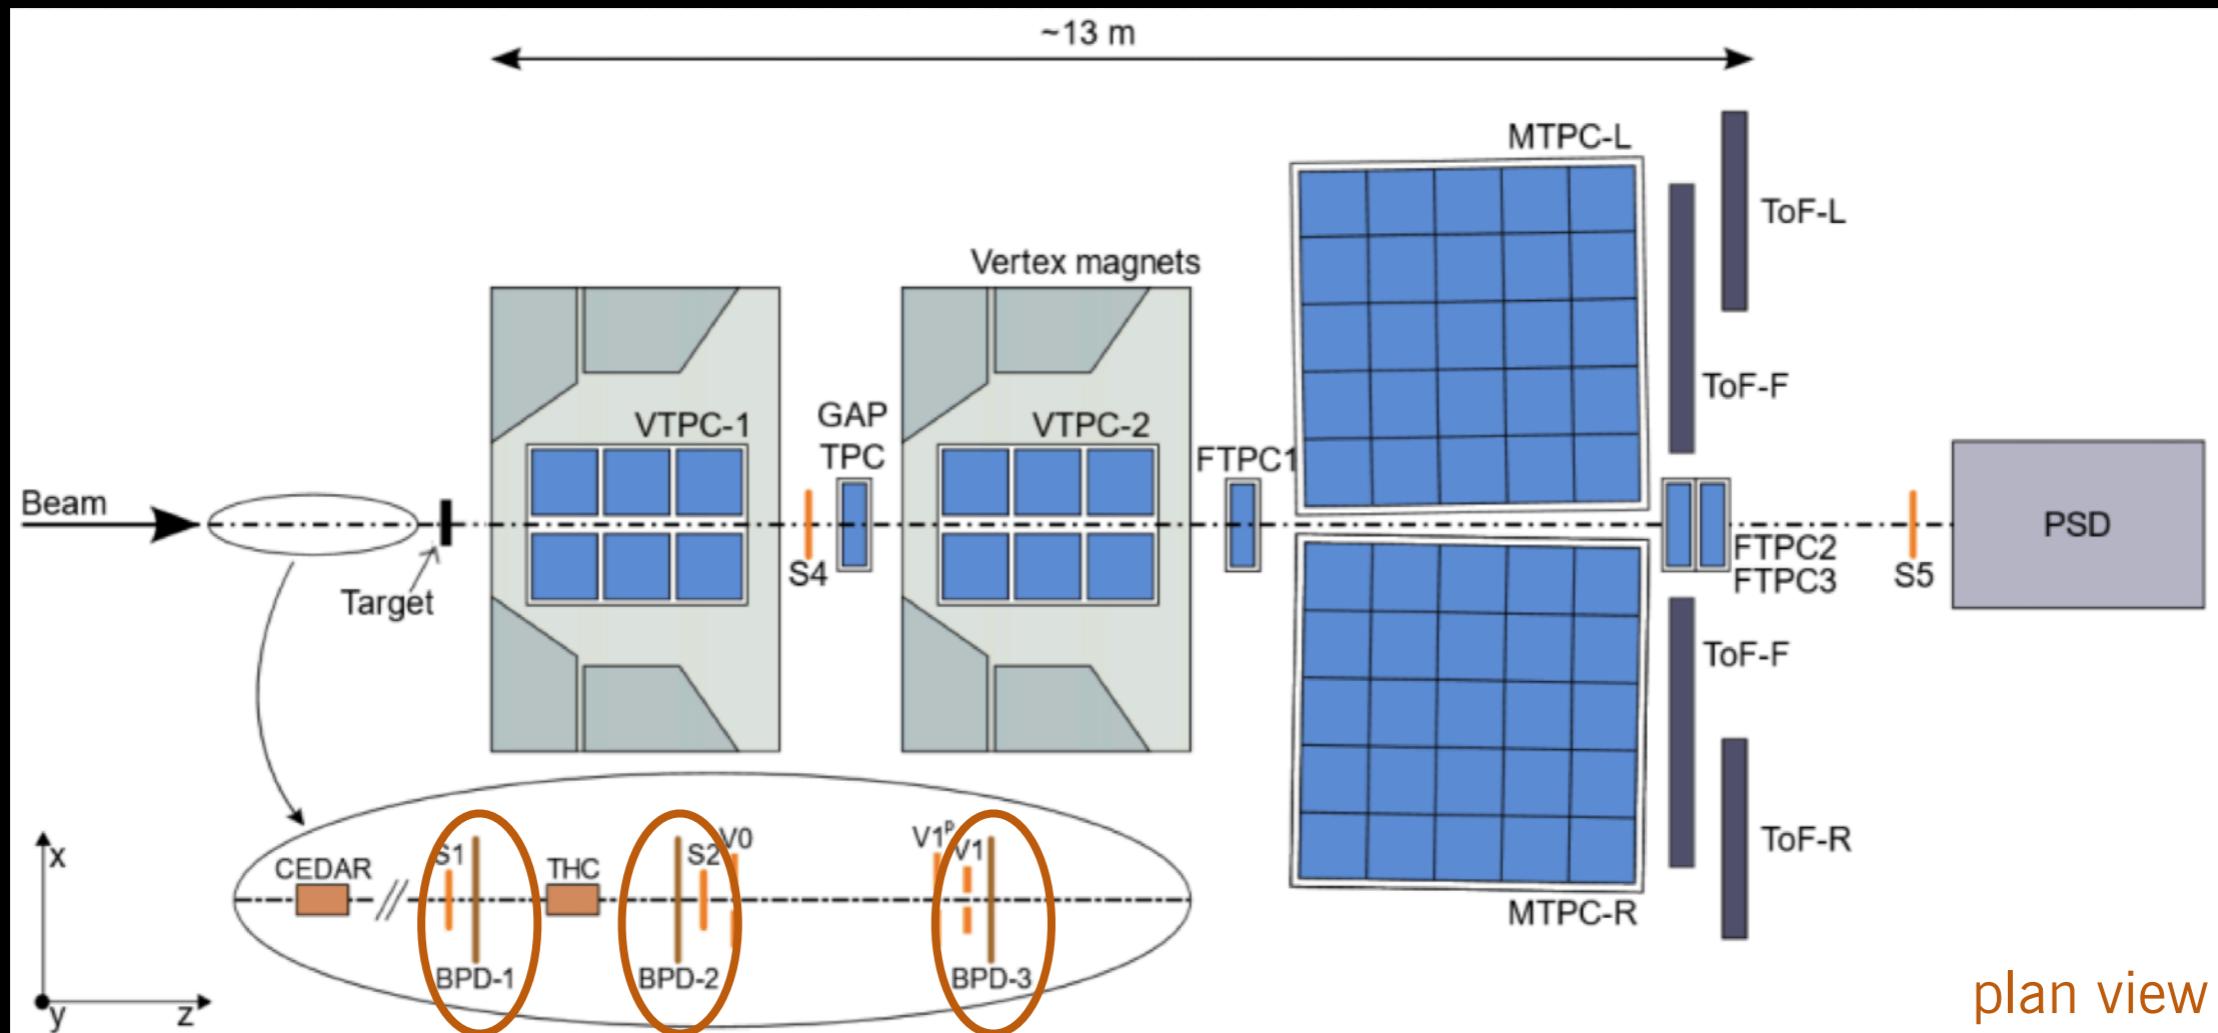 ~13 m
MTPC-L
ToF-L
Vertex magnets
ToF-F
VTPC-1
GAP
TPC
VTPC-2
FTPC1
Beam
PSD
Target
S4
FTPC2
FTPC3
S5
ToF-F
x
CEDAR
S1
THC
S2
V0
V1ᴾ
V1
ToF-R
MTPC-R
BPD-1
BPD-2
BPD-3
y
z
plan view